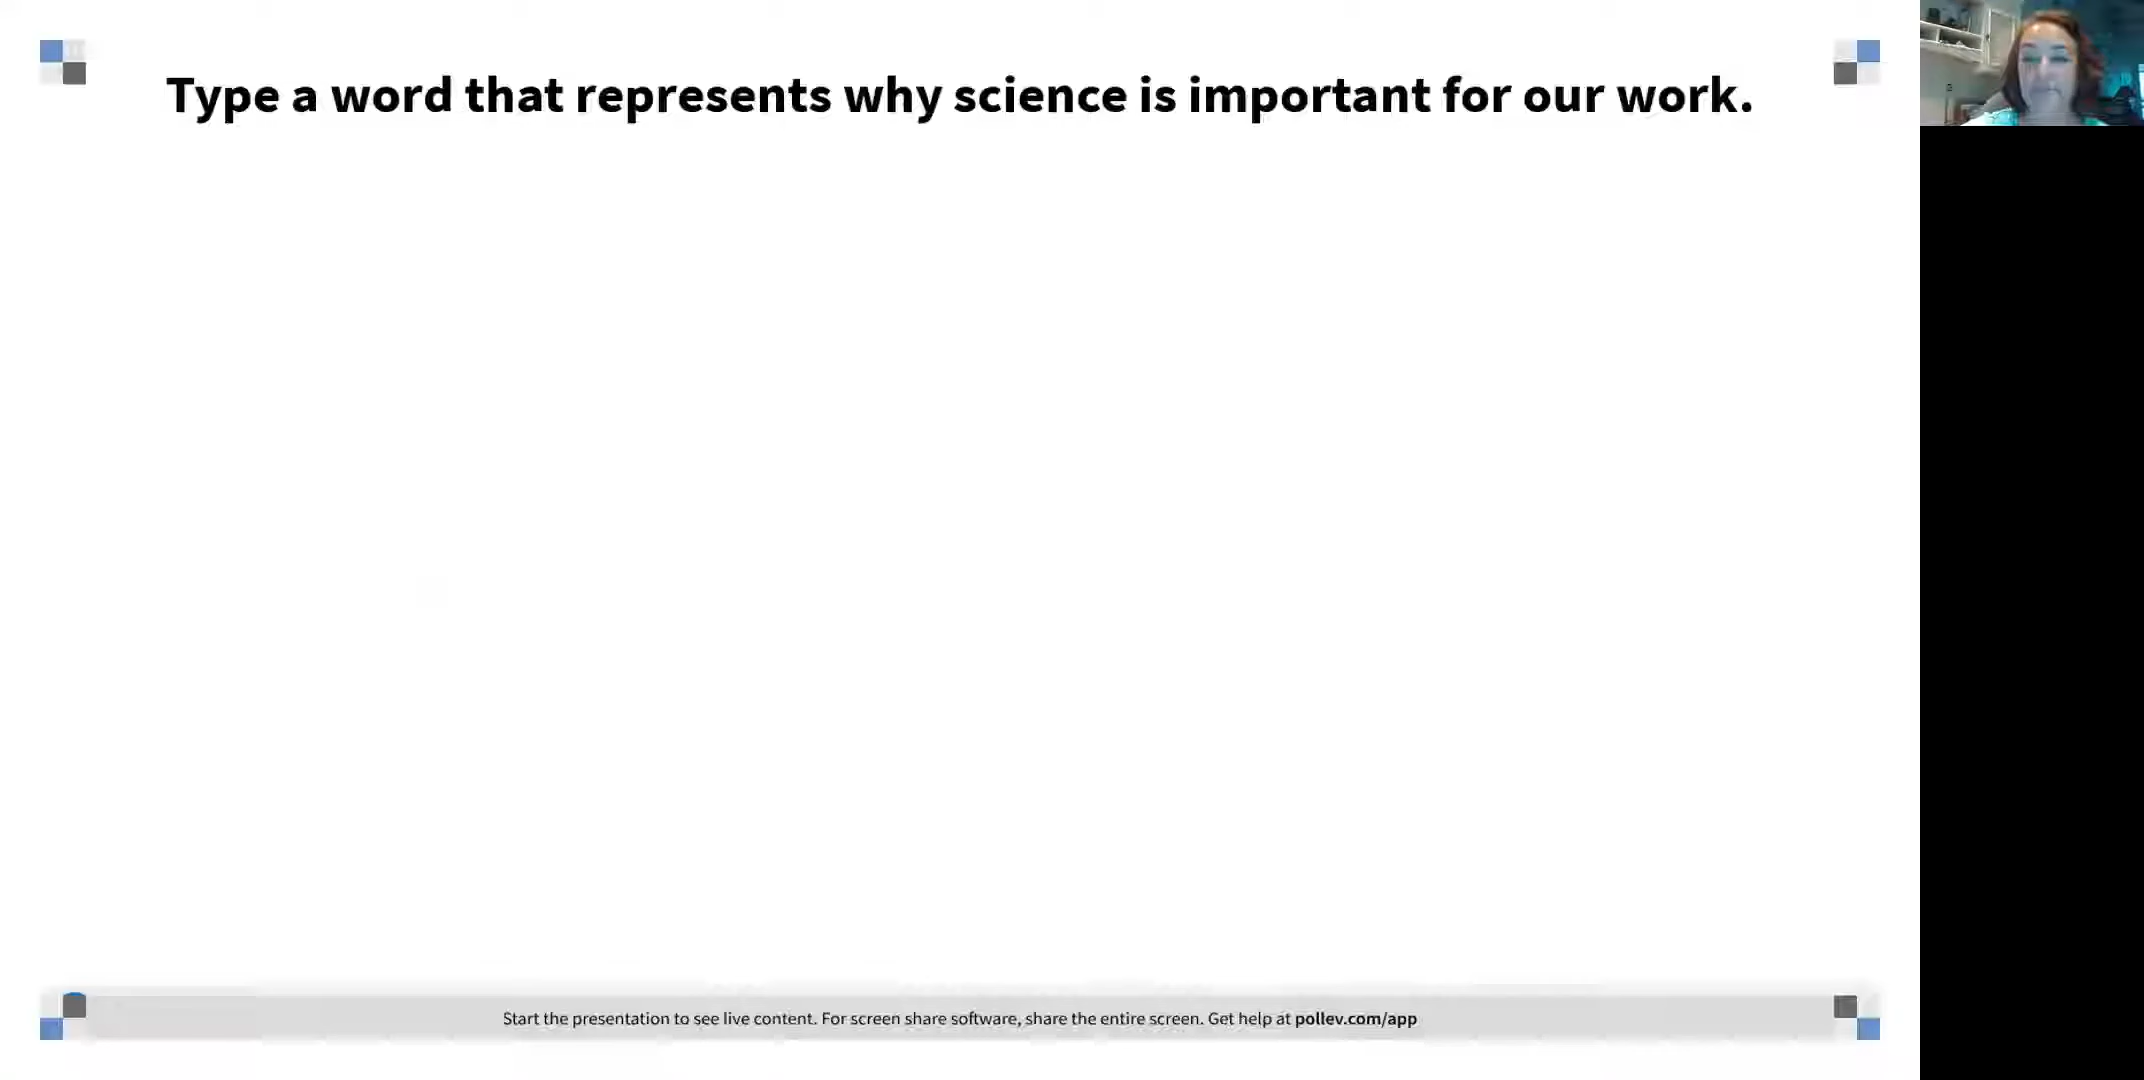 Type a word that represents why science is important for our work.
Start the presentation to see live content. For screen share software, share the entire screen. Get help at pollev.com/app